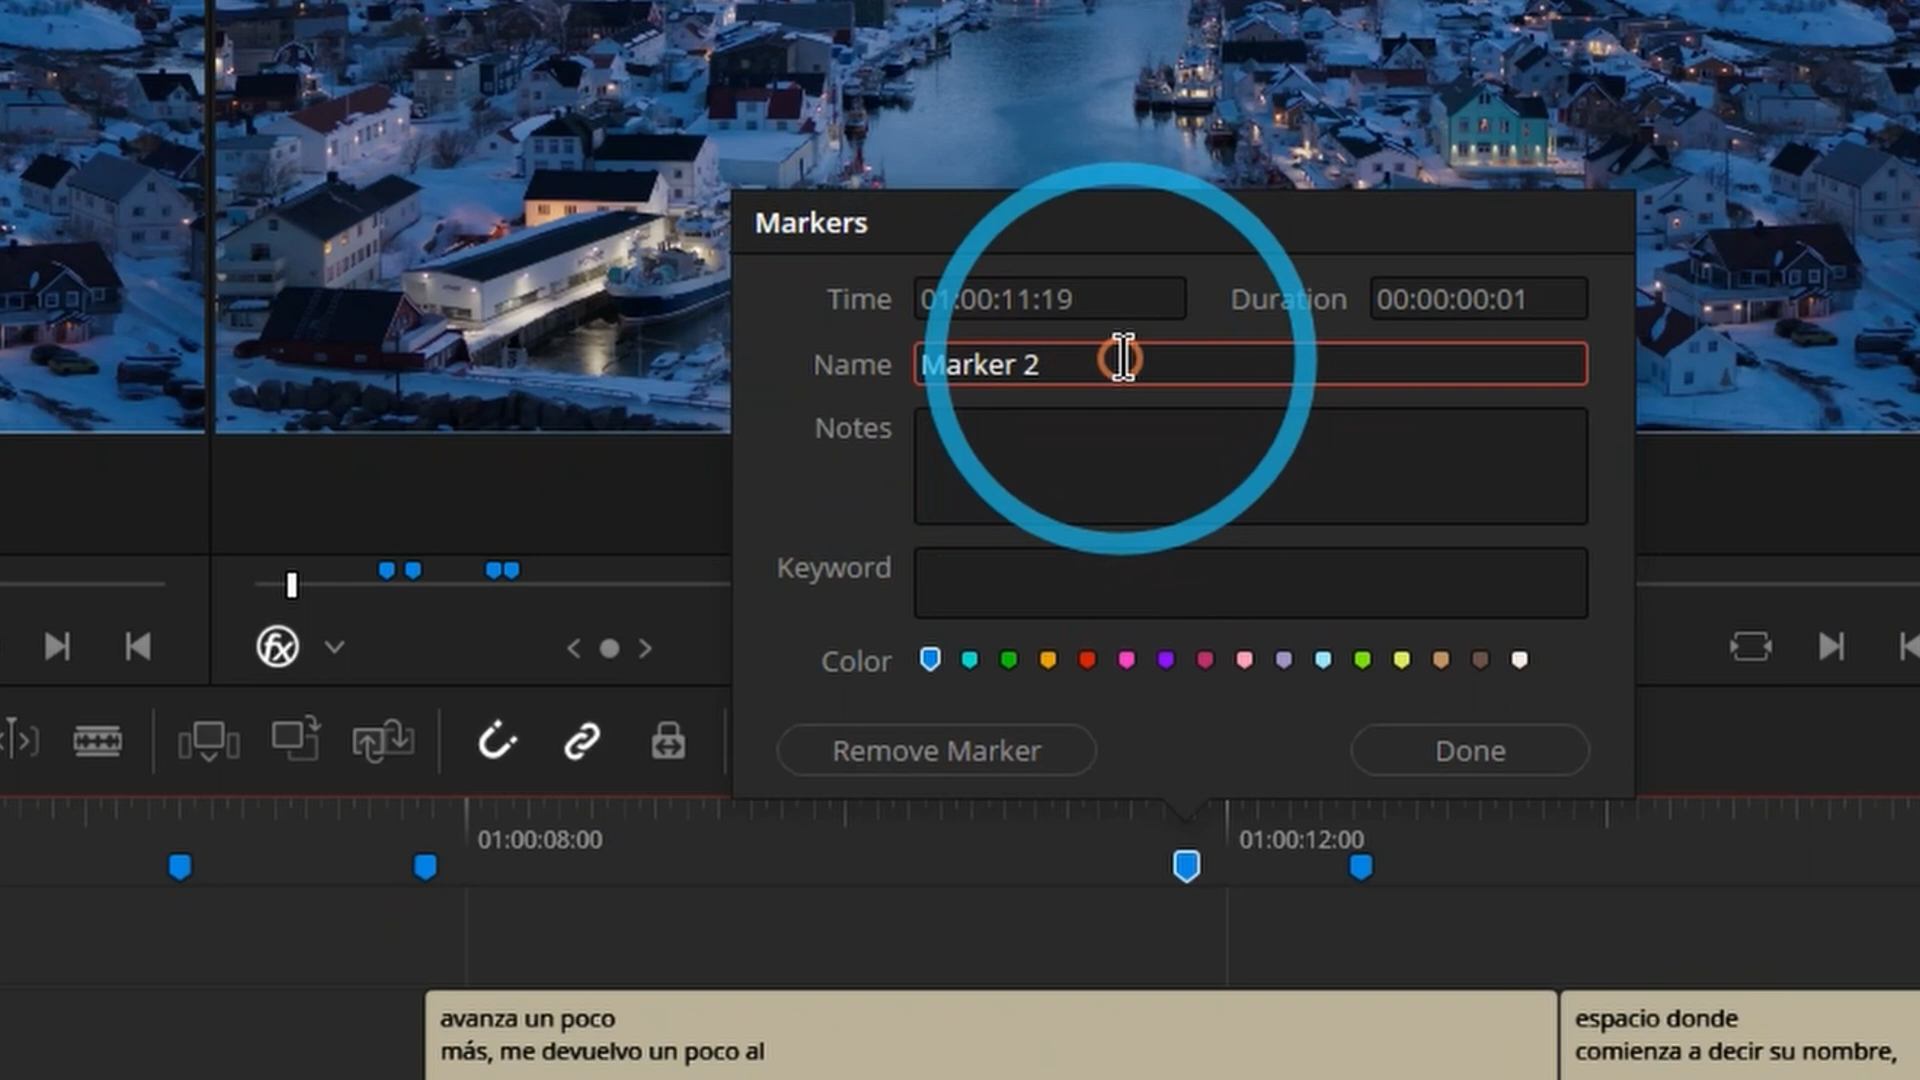 Markers
Time 01:00:11:19 Duration 00:00:00:01
Name Marker 2
Notes
Keyword
Color
Remove Marker Done
01:00:08:00 01:00:12:00
avanza un poco
más, me devuelvo un poco al
espacio donde
comienza a decir su nombre,